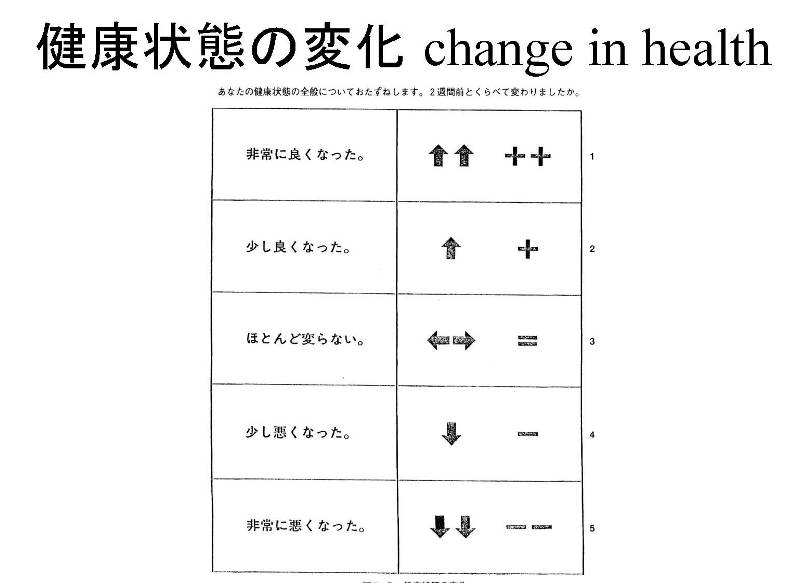 健康状態の変化 change in health
あなたの健康状態の全般についておたずねします。2週間前とくらべて変わりましたか。
非常に良くなった。 ++ 1
少し良くなった。 + 2
ほとんど変らない。 = 3
少し悪くなった。 − 4
非常に悪くなった。 −− 5